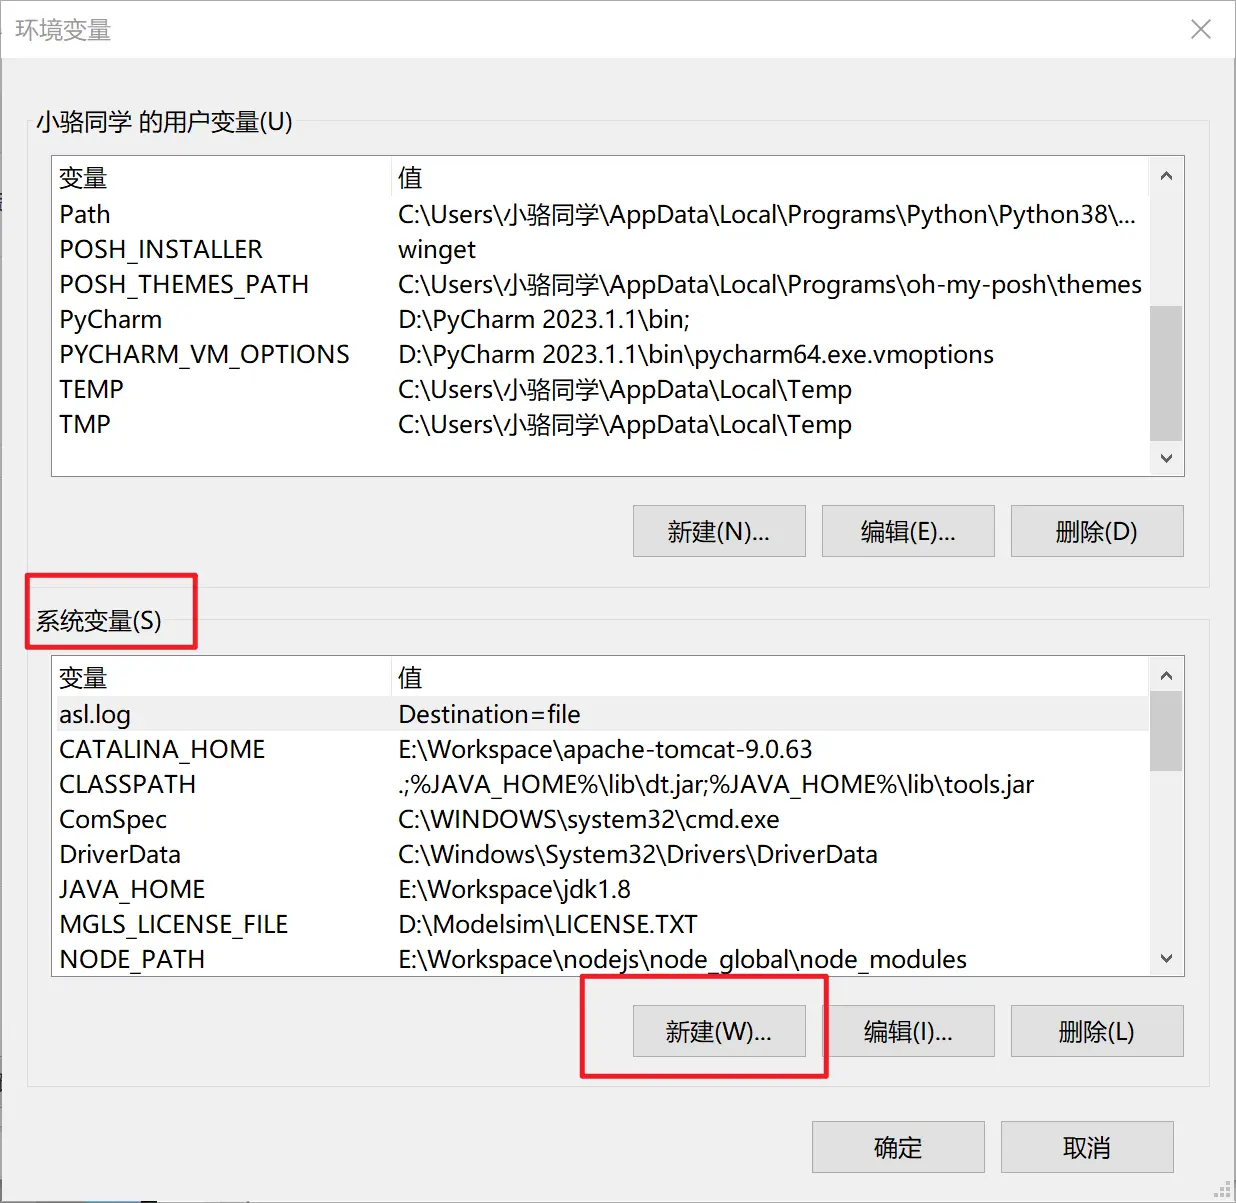 环境变量
小骆同学 的用户变量(U)
变量 值
Path C:\Users\小骆同学\AppData\Local\Programs\Python\Python38\...
POSH_INSTALLER winget
POSH_THEMES_PATH C:\Users\小骆同学\AppData\Local\Programs\oh-my-posh\themes
PyCharm D:\PyCharm 2023.1.1\bin;
PYCHARM_VM_OPTIONS D:\PyCharm 2023.1.1\bin\pycharm64.exe.vmoptions
TEMP C:\Users\小骆同学\AppData\Local\Temp
TMP C:\Users\小骆同学\AppData\Local\Temp
新建(N)... 编辑(E)... 删除(D)
系统变量(S)
变量 值
asl.log Destination=file
CATALINA_HOME E:\Workspace\apache-tomcat-9.0.63
CLASSPATH .;%JAVA_HOME%\lib\dt.jar;%JAVA_HOME%\lib\tools.jar
ComSpec C:\WINDOWS\system32\cmd.exe
DriverData C:\Windows\System32\Drivers\DriverData
JAVA_HOME E:\Workspace\jdk1.8
MGLS_LICENSE_FILE D:\Modelsim\LICENSE.TXT
NODE_PATH E:\Workspace\nodejs\node_global\node_modules
新建(W)... 编辑(I)... 删除(L)
确定 取消